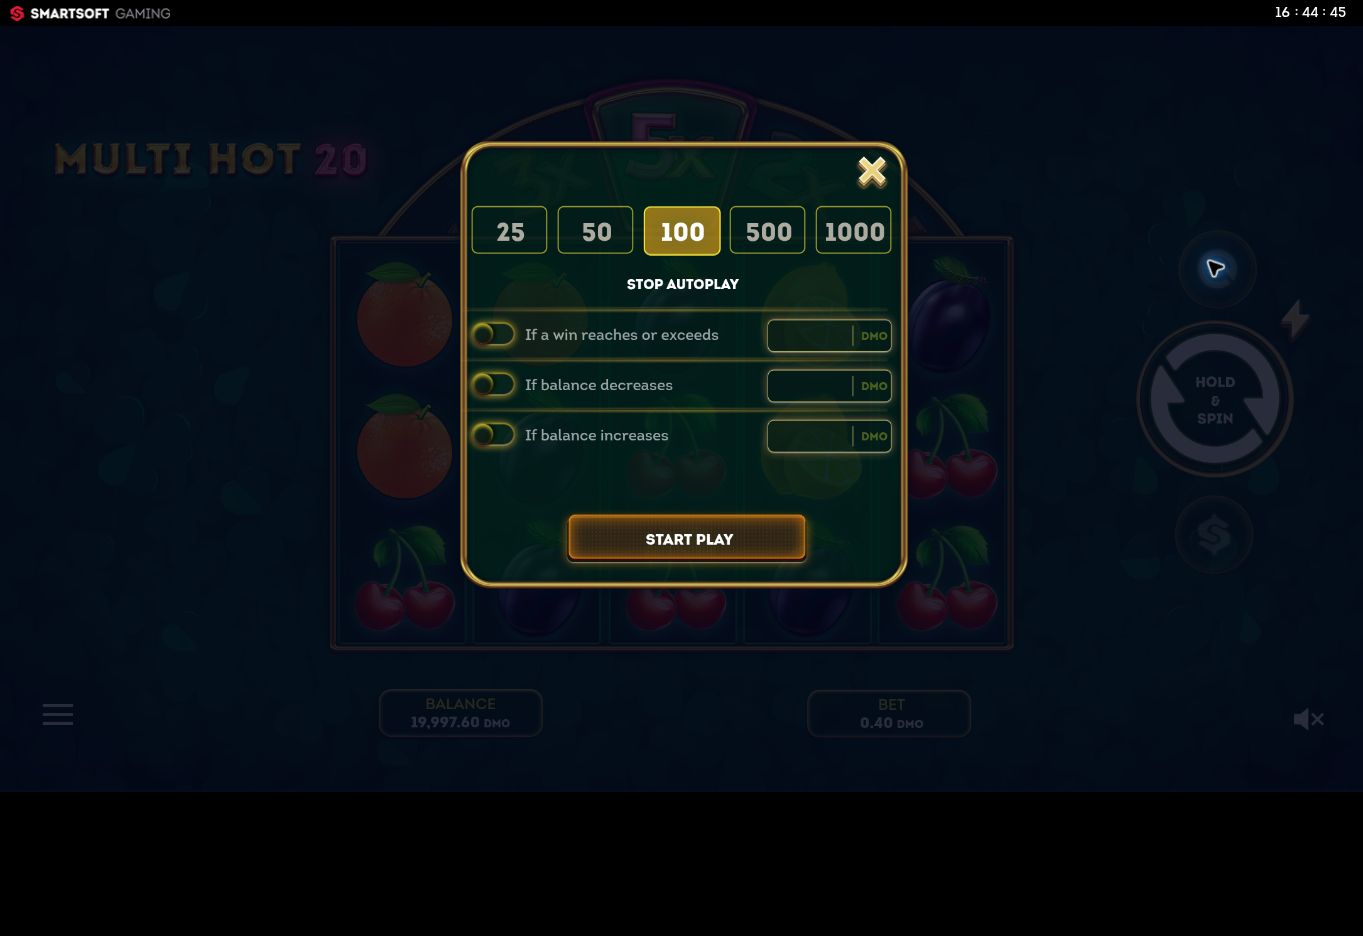 SMARTSOFT GAMING
16 : 44 : 45
5X
MULTI HOT 20
2X
25 50 100 500 1000
STOP AUTOPLAY
If a win reaches or exceeds DMO
If balance decreases DMO
If balance increases DMO
HOLD
&
SPIN
START PLAY
BALANCE
19,997.60 DMO
BET
0.40 DMO